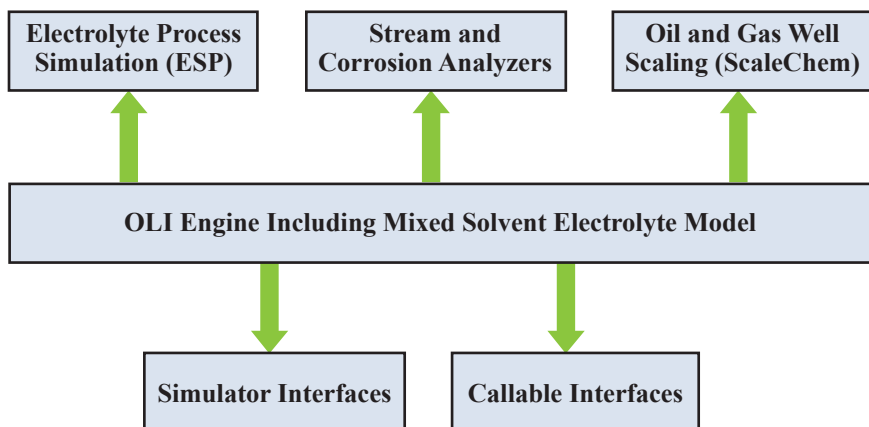 Electrolyte Process
Simulation (ESP)
Stream and
Corrosion Analyzers
Oil and Gas Well
Scaling (ScaleChem)
OLI Engine Including Mixed Solvent Electrolyte Model
Simulator Interfaces
Callable Interfaces